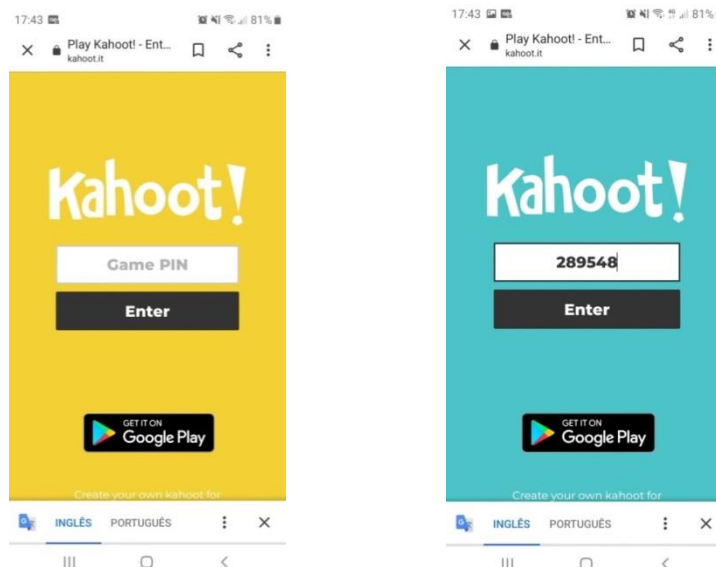 17:43 81%
Play Kahoot! - Ent...
kahoot.it
Kahoot!
Game PIN
Enter
GET IT ON
Google Play
Create your own kahoot for
INGLÊS PORTUGUÊS
17:43 81%
Play Kahoot! - Ent...
kahoot.it
Kahoot!
289548
Enter
GET IT ON
Google Play
Create your own kahoot for
INGLÊS PORTUGUÊS